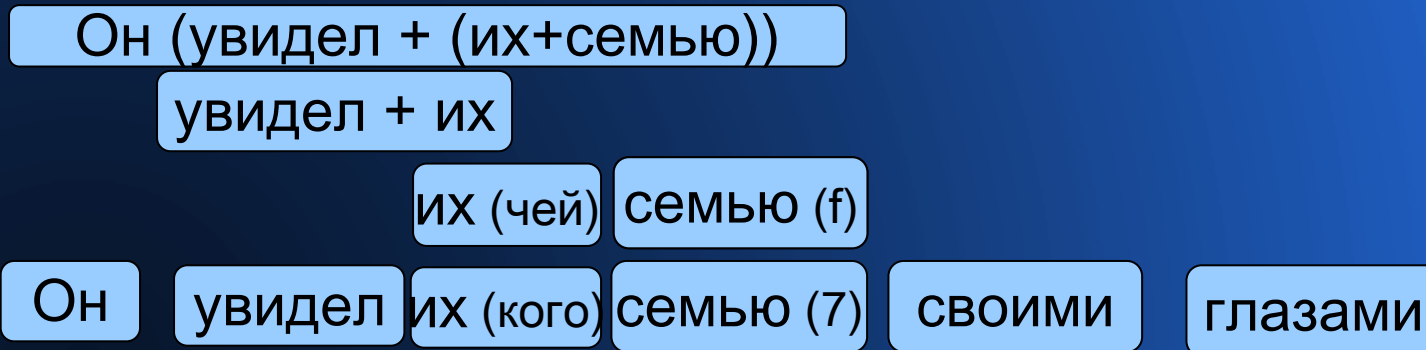 Он (увидел + (их+семью))
увидел + их
их (чей) семью (f)
Он увидел их (кого) семью (7) своими глазами